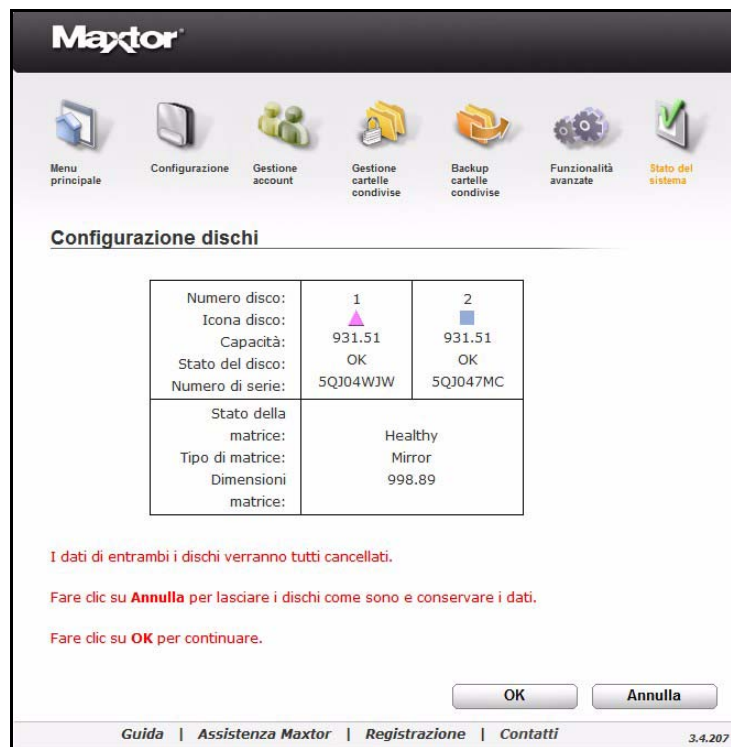 Maxtor
Menu principale
Configurazione
Gestione account
Gestione cartelle condivise
Backup cartelle condivise
Funzionalità avanzate
Stato del sistema
Configurazione dischi
Numero disco: 1 2
Icona disco:
Capacità: 931.51 931.51
Stato del disco: OK OK
Numero di serie: 5QJ04WJW 5QJ047MC
Stato della matrice: Healthy
Tipo di matrice: Mirror
Dimensioni matrice: 998.89
I dati di entrambi i dischi verranno tutti cancellati.
Fare clic su Annulla per lasciare i dischi come sono e conservare i dati.
Fare clic su OK per continuare.
OK Annulla
Guida | Assistenza Maxtor | Registrazione | Contatti 3.4.207